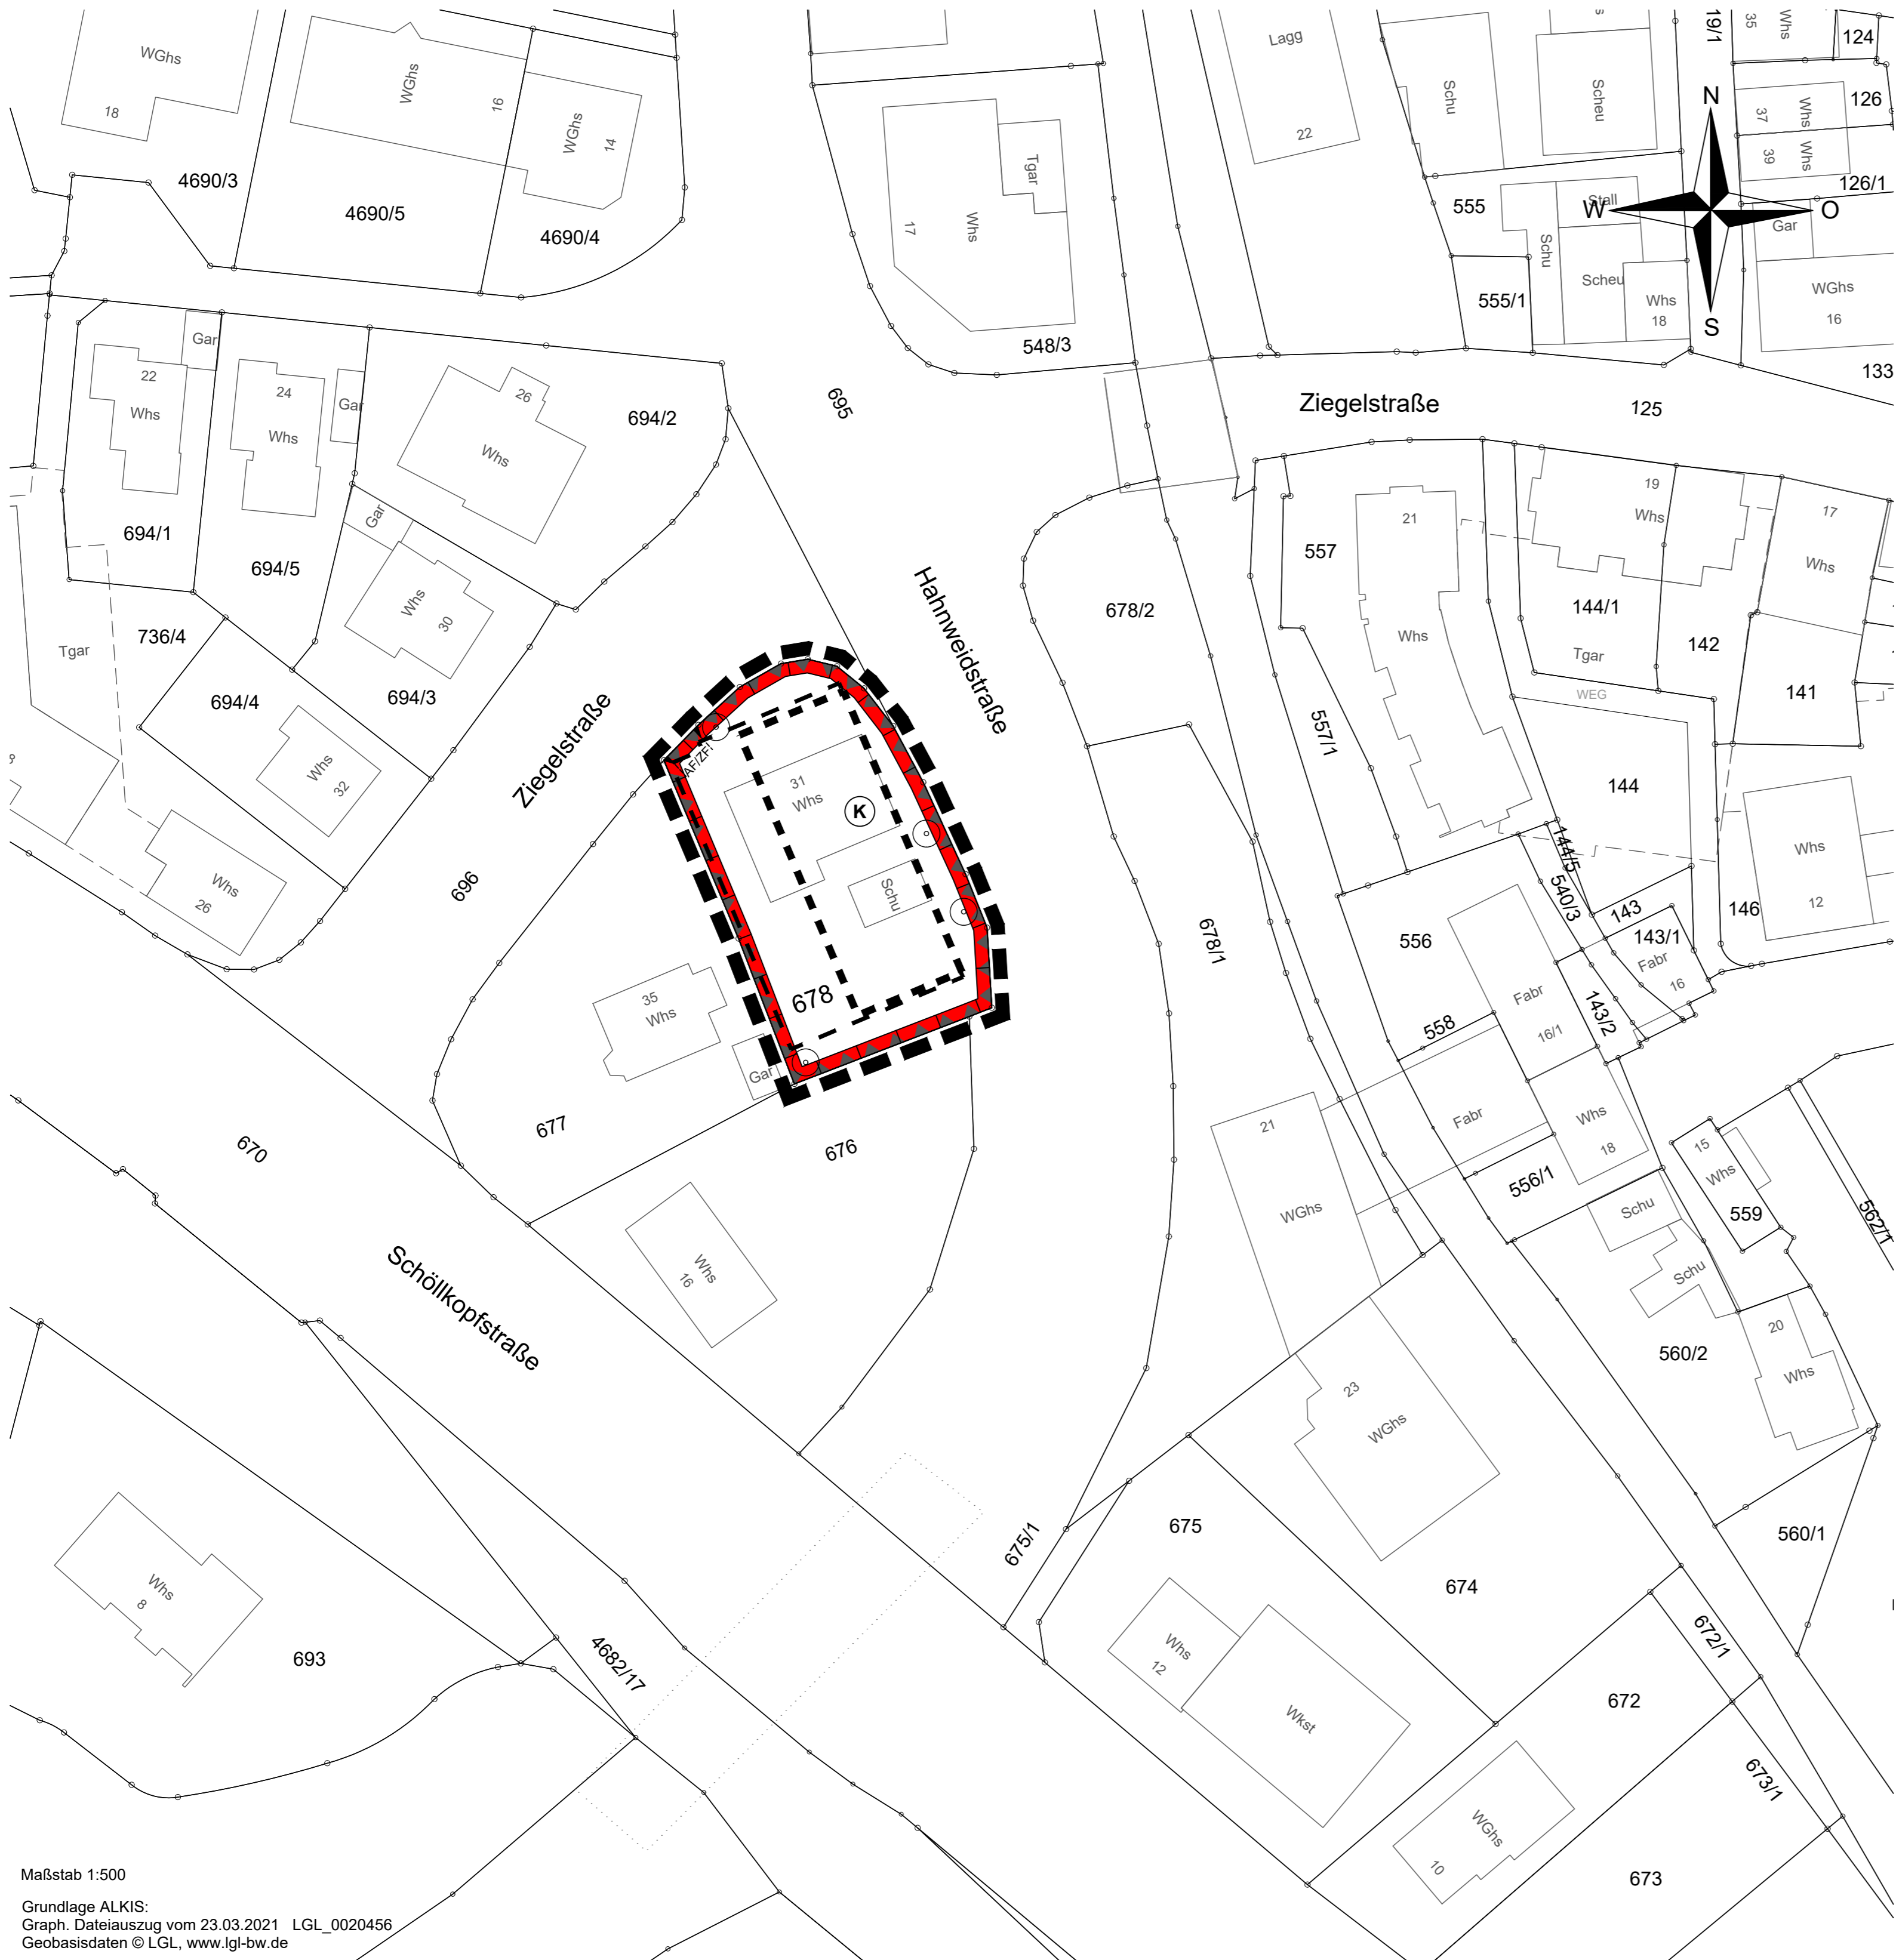 WGhs
18
4690/3
WGhs
16
4690/5
WGhs
14
4690/4
Tgar
Whs
17
548/3
Lagg
22
Schu
Scheu
19/1
35
Whs
124
37
Whs
126
39
Whs
126/1
N
W
O
S
555
Stall
Schu
Scheu
Whs
18
555/1
Gar
WGhs
16
133
Gar
22
Whs
694/1
24
Whs
Gar
694/5
26
Whs
694/2
695
Ziegelstraße
125
Gar
Whs
30
694/3
736/4
Tgar
694/4
Whs
32
Whs
26
696
Ziegelstraße
Hahnweidstraße
678/2
557
21
Whs
557/1
19
Whs
144/1
Tgar
WEG
142
17
Whs
141
144
144/5
540/3
143
143/1
Fabr
16
146
Whs
12
AF/ZF!
31
Whs
K
Schu
678
35
Whs
Gar
677
676
678/1
556
Fabr
16/1
143/2
558
Fabr
Whs
18
556/1
Schu
15
Whs
559
562/1
Schu
20
Whs
560/2
560/1
670
Schöllkopfstraße
Whs
16
21
WGhs
23
WGhs
675/1
675
674
Whs
12
Wkst
672/1
672
673/1
WGhs
10
673
Whs
8
693
4682/17
Maßstab 1:500
Grundlage ALKIS:
Graph. Dateiauszug vom 23.03.2021 LGL_0020456
Geobasisdaten © LGL, www.lgl-bw.de